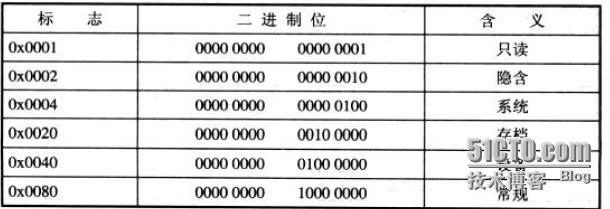 标 志 二 进 制 位 含 义
0x0001 0000 0000 0000 0001 只读
0x0002 0000 0000 0000 0010 隐含
0x0004 0000 0000 0000 0100 系统
0x0020 0000 0000 0010 0000 存档
0x0040 0000 0000 0100 0000
0x0080 0000 0000 1000 0000 常规
51CTO.com
技术博客 Blog